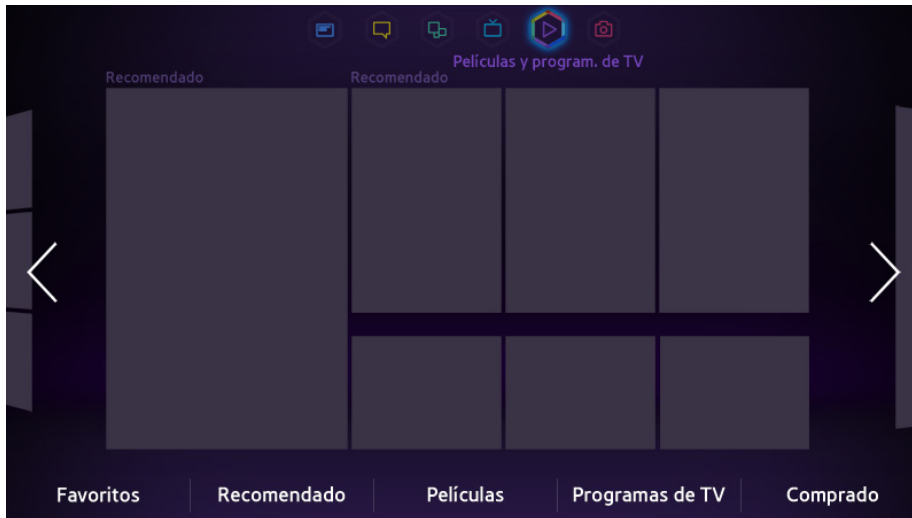 Películas y program. de TV
Recomendado Recomendado
Favoritos Recomendado Películas Programas de TV Comprado